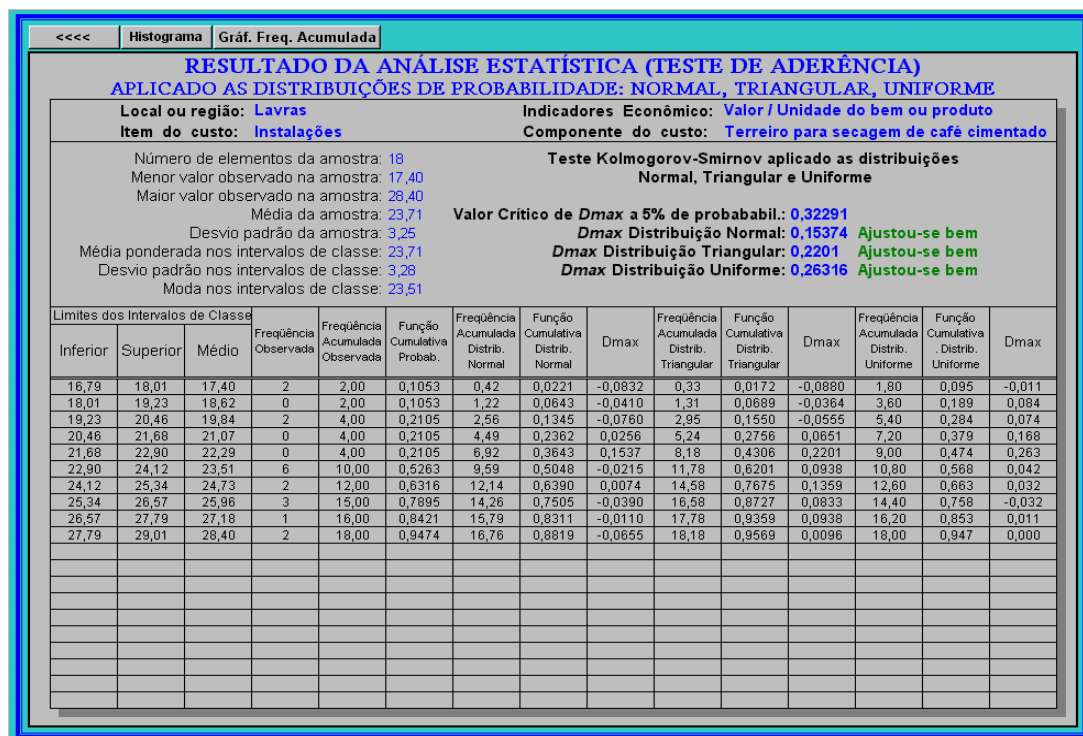 <<<< Histograma Gráf. Freq. Acumulada
RESULTADO DA ANÁLISE ESTATÍSTICA (TESTE DE ADERÊNCIA)
APLICADO AS DISTRIBUIÇÕES DE PROBABILIDADE: NORMAL, TRIANGULAR, UNIFORME
Local ou região: Lavras Indicadores Econômico: Valor / Unidade do bem ou produto
Item do custo: Instalações Componente do custo: Terreiro para secagem de café cimentado
Número de elementos da amostra: 18
Menor valor observado na amostra: 17,40
Maior valor observado na amostra: 28,40
Média da amostra: 23,71
Desvio padrão da amostra: 3,25
Média ponderada nos intervalos de classe: 23,71
Desvio padrão nos intervalos de classe: 3,28
Moda nos intervalos de classe: 23,51
Teste Kolmogorov-Smirnov aplicado as distribuições
Normal, Triangular e Uniforme
Valor Crítico de Dmax a 5% de probababil.: 0,32291
Dmax Distribuição Normal: 0,15374 Ajustou-se bem
Dmax Distribuição Triangular: 0,2201 Ajustou-se bem
Dmax Distribuição Uniforme: 0,26316 Ajustou-se bem
Limites dos Intervalos de Classe
Inferior Superior Médio
Freqüência
Observada
Freqüência
Acumulada
Observada
Função
Cumulativa
Probab.
Freqüência
Acumulada
Distrib.
Normal
Função
Cumulativa
Distrib.
Normal
Dmax
Freqüência
Acumulada
Distrib.
Triangular
Função
Cumulativa
Distrib.
Triangular
Dmax
Freqüência
Acumulada
Distrib.
Uniforme
Função
Cumulativa
. Distrib.
Uniforme
Dmax
16,79 18,01 17,40 2 2,00 0,1053 0,42 0,0221 -0,0832 0,33 0,0172 -0,0880 1,80 0,095 -0,011
18,01 19,23 18,62 0 2,00 0,1053 1,22 0,0643 -0,0410 1,31 0,0689 -0,0364 3,60 0,189 0,084
19,23 20,46 19,84 2 4,00 0,2105 2,56 0,1345 -0,0760 2,95 0,1550 -0,0555 5,40 0,284 0,074
20,46 21,68 21,07 0 4,00 0,2105 4,49 0,2362 0,0256 5,24 0,2756 0,0651 7,20 0,379 0,168
21,68 22,90 22,29 0 4,00 0,2105 6,92 0,3643 0,1537 8,18 0,4306 0,2201 9,00 0,474 0,263
22,90 24,12 23,51 6 10,00 0,5263 9,59 0,5048 -0,0215 11,78 0,6201 0,0938 10,80 0,568 0,042
24,12 25,34 24,73 2 12,00 0,6316 12,14 0,6390 0,0074 14,58 0,7675 0,1359 12,60 0,663 0,032
25,34 26,57 25,96 3 15,00 0,7895 14,26 0,7505 -0,0390 16,58 0,8727 0,0833 14,40 0,758 -0,032
26,57 27,79 27,18 1 16,00 0,8421 15,79 0,8311 -0,0110 17,78 0,9359 0,0938 16,20 0,853 0,011
27,79 29,01 28,40 2 18,00 0,9474 16,76 0,8819 -0,0655 18,18 0,9569 0,0096 18,00 0,947 0,000